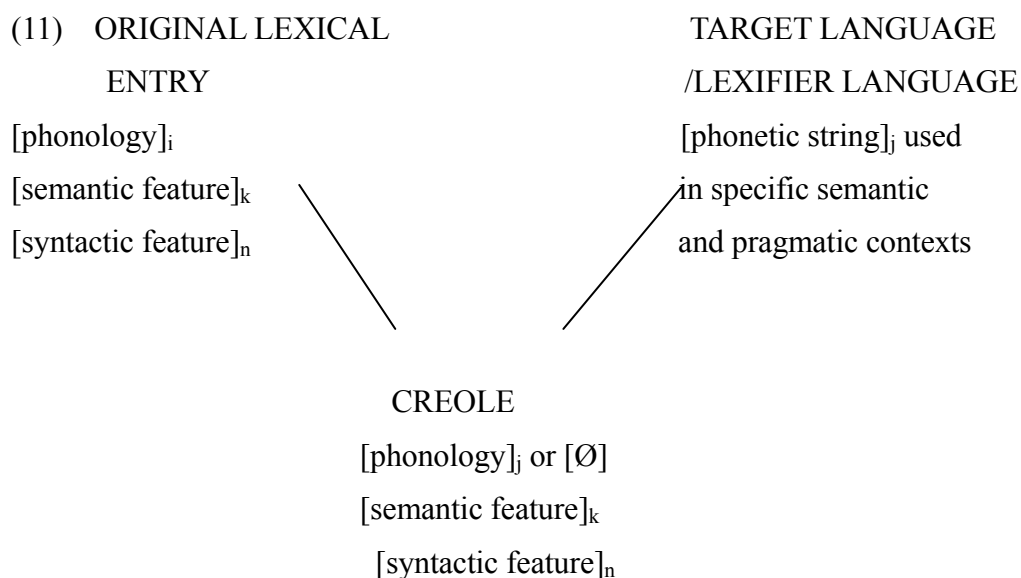 (11) ORIGINAL LEXICAL TARGET LANGUAGE
ENTRY /LEXIFIER LANGUAGE
[phonology]ᵢ [phonetic string]ⱼ used
[semantic feature]ₖ in specific semantic
[syntactic feature]ₙ and pragmatic contexts
CREOLE
[phonology]ⱼ or [Ø]
[semantic feature]ₖ
[syntactic feature]ₙ